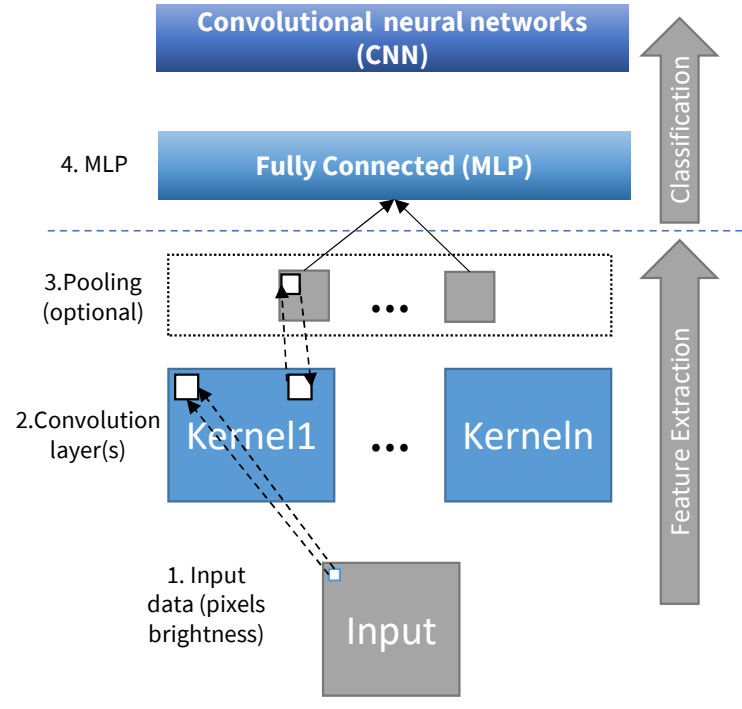 Convolutional neural networks
(CNN)
Classification
4. MLP
Fully Connected (MLP)
3.Pooling
(optional)
...
Feature Extraction
2.Convolution
layer(s)
Kernel1
...
Kerneln
1. Input
data (pixels
brightness)
Input